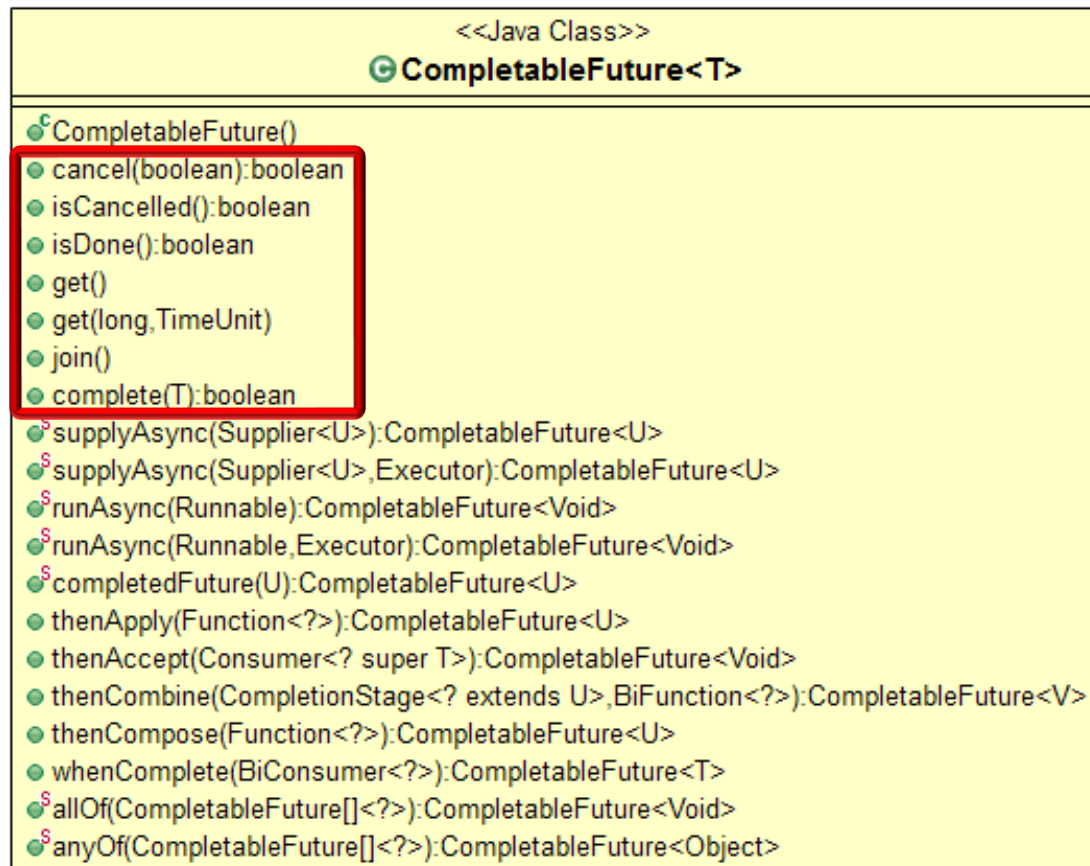 <<Java Class>>
CompletableFuture<T>
CompletableFuture()
cancel(boolean):boolean
isCancelled():boolean
isDone():boolean
get()
get(long,TimeUnit)
join()
complete(T):boolean
supplyAsync(Supplier<U>):CompletableFuture<U>
supplyAsync(Supplier<U>,Executor):CompletableFuture<U>
runAsync(Runnable):CompletableFuture<Void>
runAsync(Runnable,Executor):CompletableFuture<Void>
completedFuture(U):CompletableFuture<U>
thenApply(Function<?>):CompletableFuture<U>
thenAccept(Consumer<? super T>):CompletableFuture<Void>
thenCombine(CompletionStage<? extends U>,BiFunction<?>):CompletableFuture<V>
thenCompose(Function<?>):CompletableFuture<U>
whenComplete(BiConsumer<?>):CompletableFuture<T>
allOf(CompletableFuture[]<?>):CompletableFuture<Void>
anyOf(CompletableFuture[]<?>):CompletableFuture<Object>